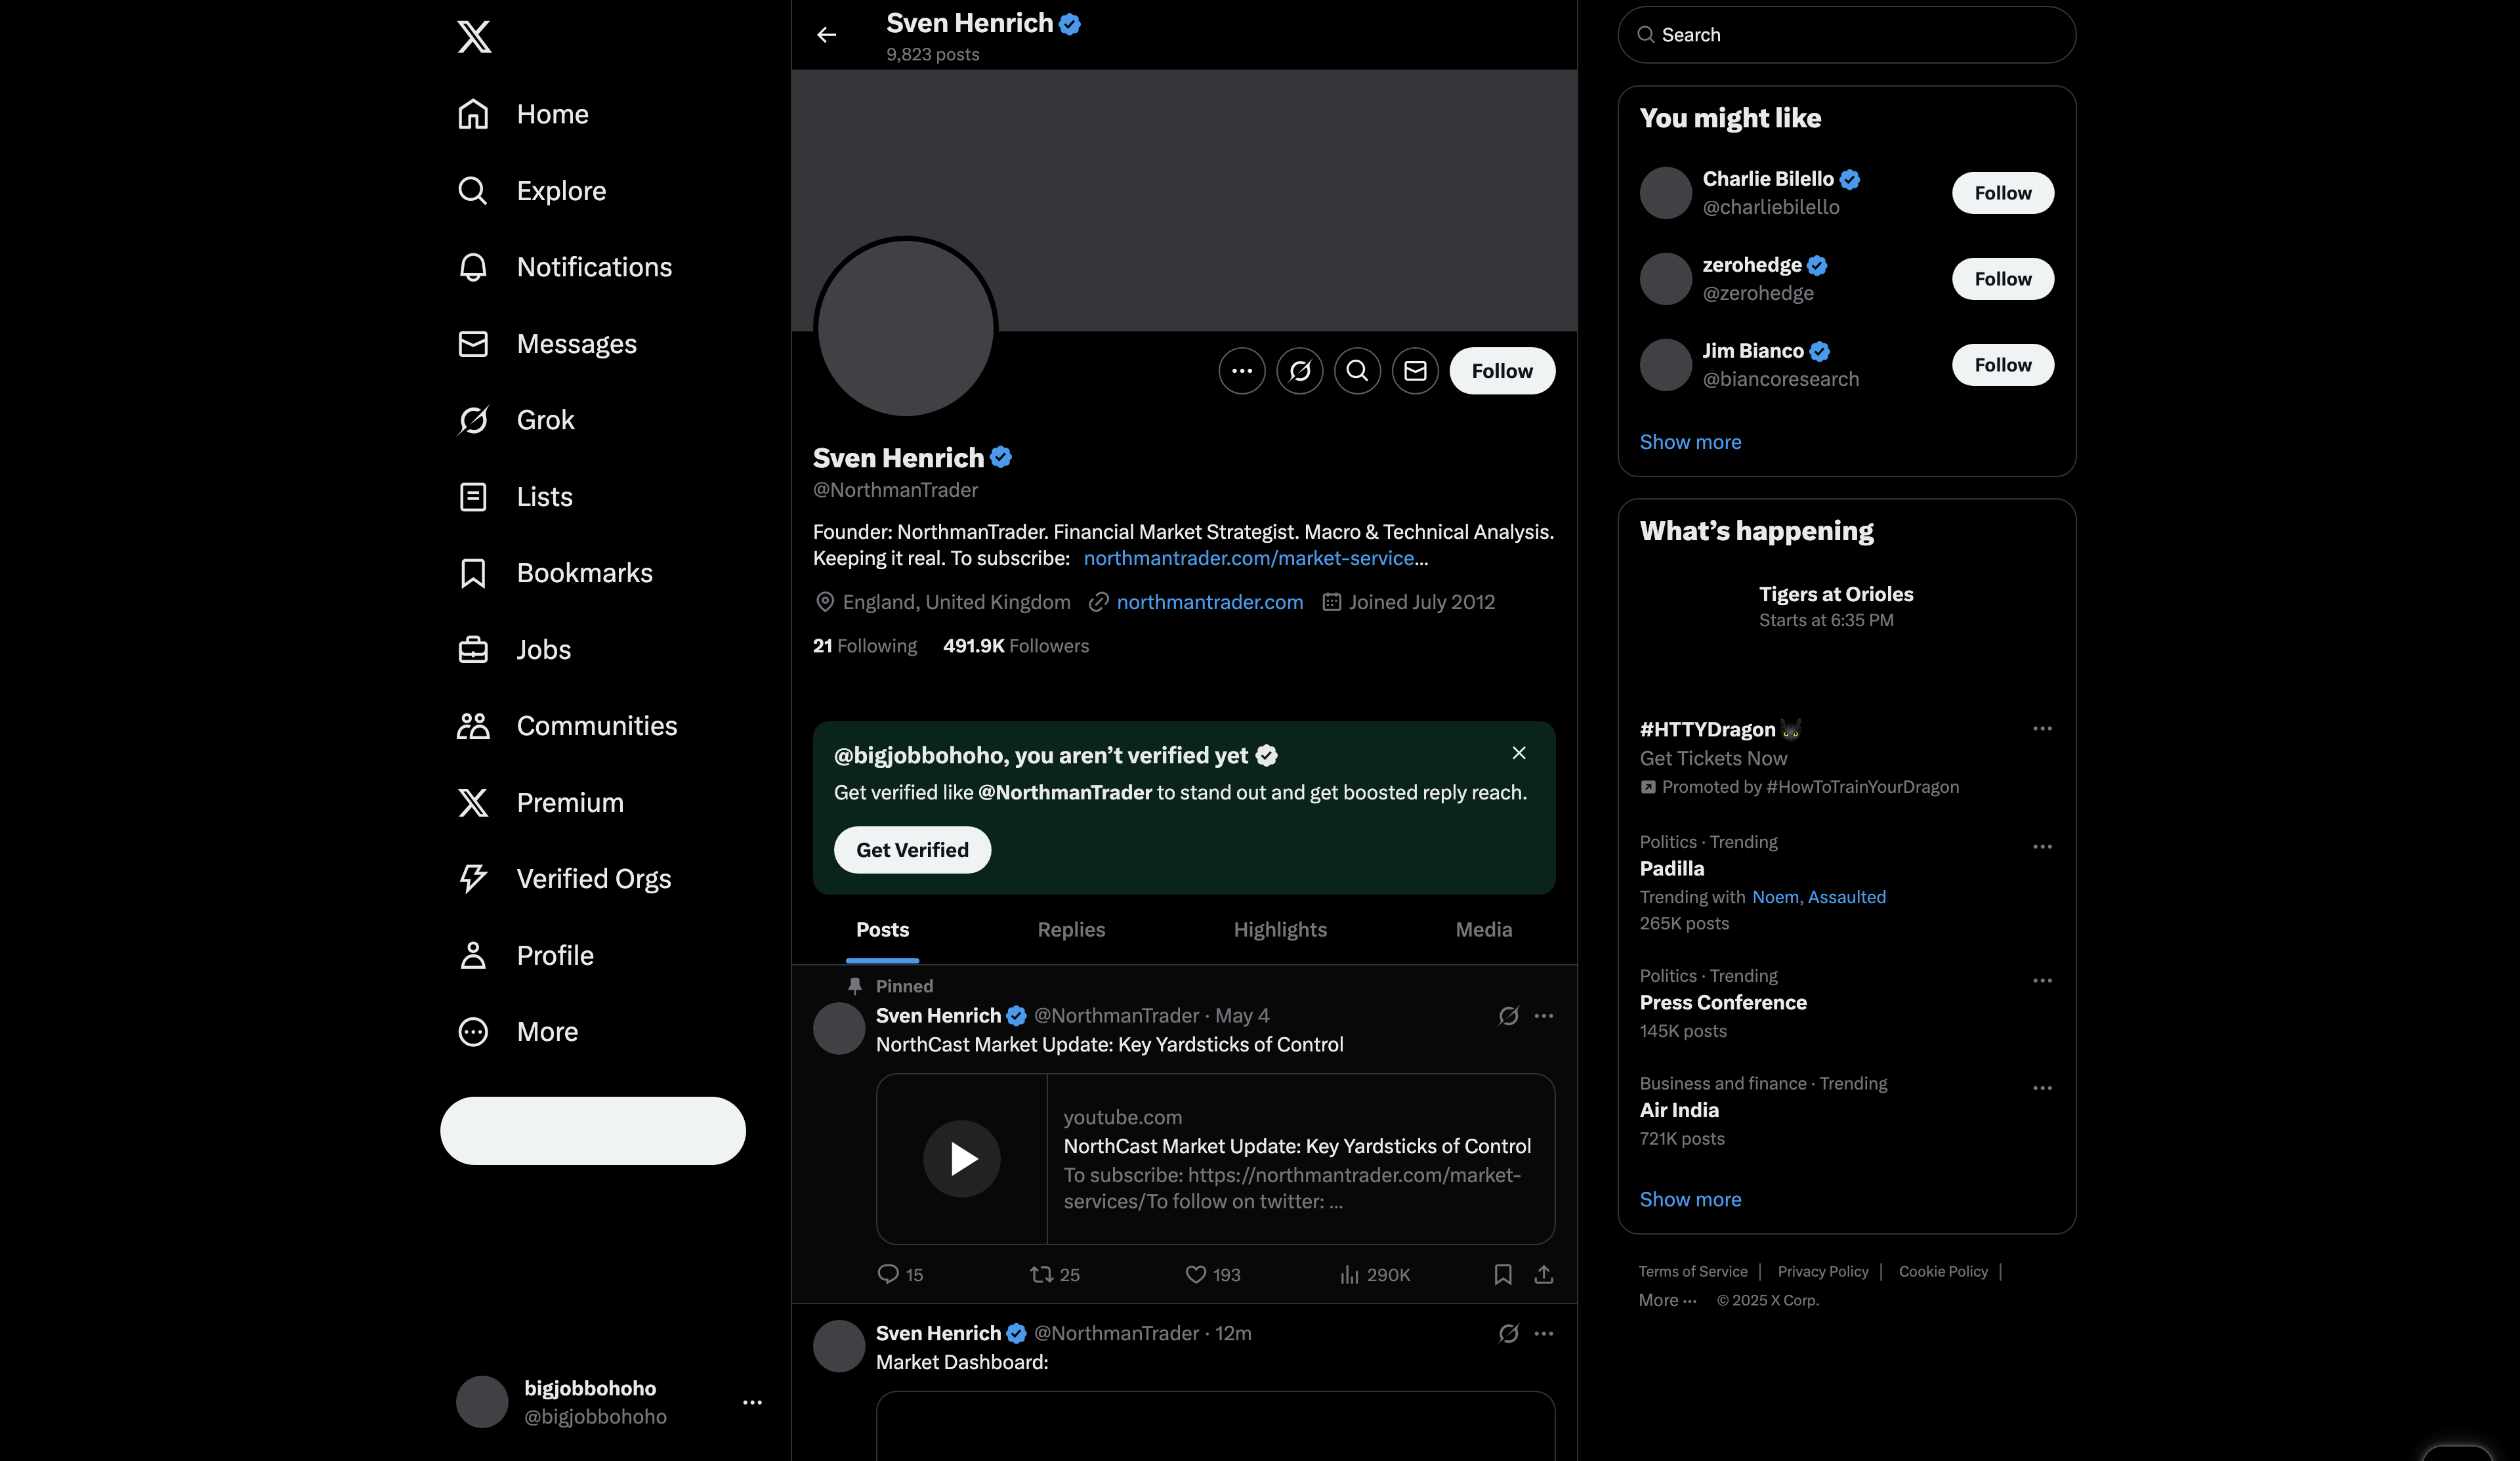 Home
Explore
Notifications
Messages
Grok
Lists
Bookmarks
Jobs
Communities
Premium
Verified Orgs
Profile
More
bigjobbohoho
@bigjobbohoho
Sven Henrich
9,823 posts
Follow
Sven Henrich
@NorthmanTrader
Founder: NorthmanTrader. Financial Market Strategist. Macro & Technical Analysis.
Keeping it real. To subscribe: northmantrader.com/market-service…
England, United Kingdom northmantrader.com Joined July 2012
21 Following 491.9K Followers
@bigjobbohoho, you aren’t verified yet
Get verified like @NorthmanTrader to stand out and get boosted reply reach.
Get Verified
Posts Replies Highlights Media
Pinned
Sven Henrich @NorthmanTrader · May 4
NorthCast Market Update: Key Yardsticks of Control
youtube.com
NorthCast Market Update: Key Yardsticks of Control
To subscribe: https://northmantrader.com/market-
services/To follow on twitter: ...
15 25 193 290K
Sven Henrich @NorthmanTrader · 12m
Market Dashboard:
Search
You might like
Charlie Bilello
@charliebilello
Follow
zerohedge
@zerohedge
Follow
Jim Bianco
@biancoresearch
Follow
Show more
What’s happening
Tigers at Orioles
Starts at 6:35 PM
#HTTYDragon
Get Tickets Now
Promoted by #HowToTrainYourDragon
Politics · Trending
Padilla
Trending with Noem, Assaulted
265K posts
Politics · Trending
Press Conference
145K posts
Business and finance · Trending
Air India
721K posts
Show more
Terms of Service | Privacy Policy | Cookie Policy |
More ··· © 2025 X Corp.